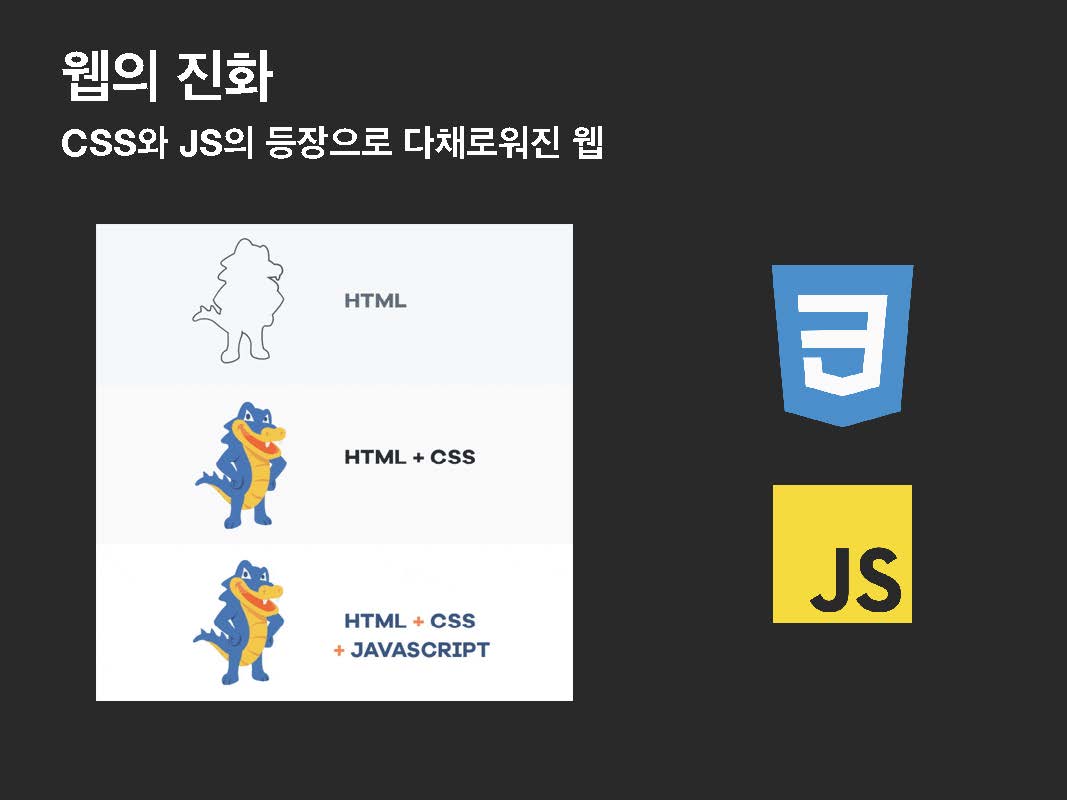 웹의 진화
CSS와 JS의 등장으로 다채로워진 웹
HTML
HTML + CSS
HTML + CSS
+ JAVASCRIPT
JS